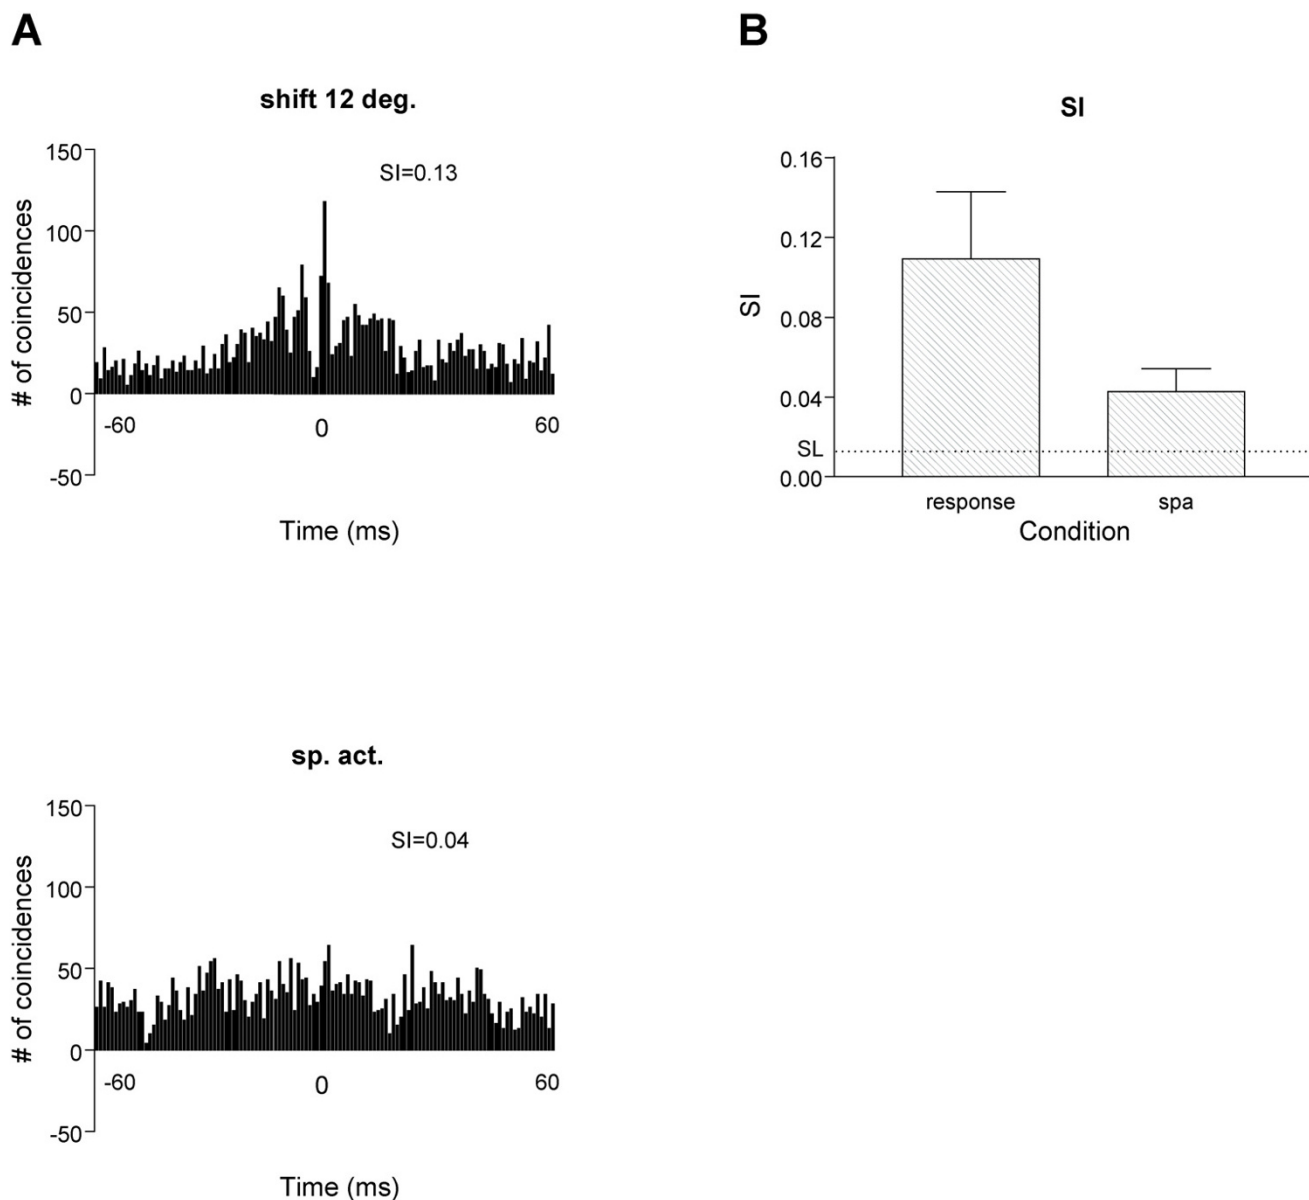 A
shift 12 deg.
SI=0.13
# of coincidences
150
100
50
0
-50
-60
0
60
Time (ms)
B
SI
SI
0.16
0.12
0.08
0.04
SL
0.00
response
spa
Condition
sp. act.
SI=0.04
# of coincidences
150
100
50
0
-50
-60
0
60
Time (ms)